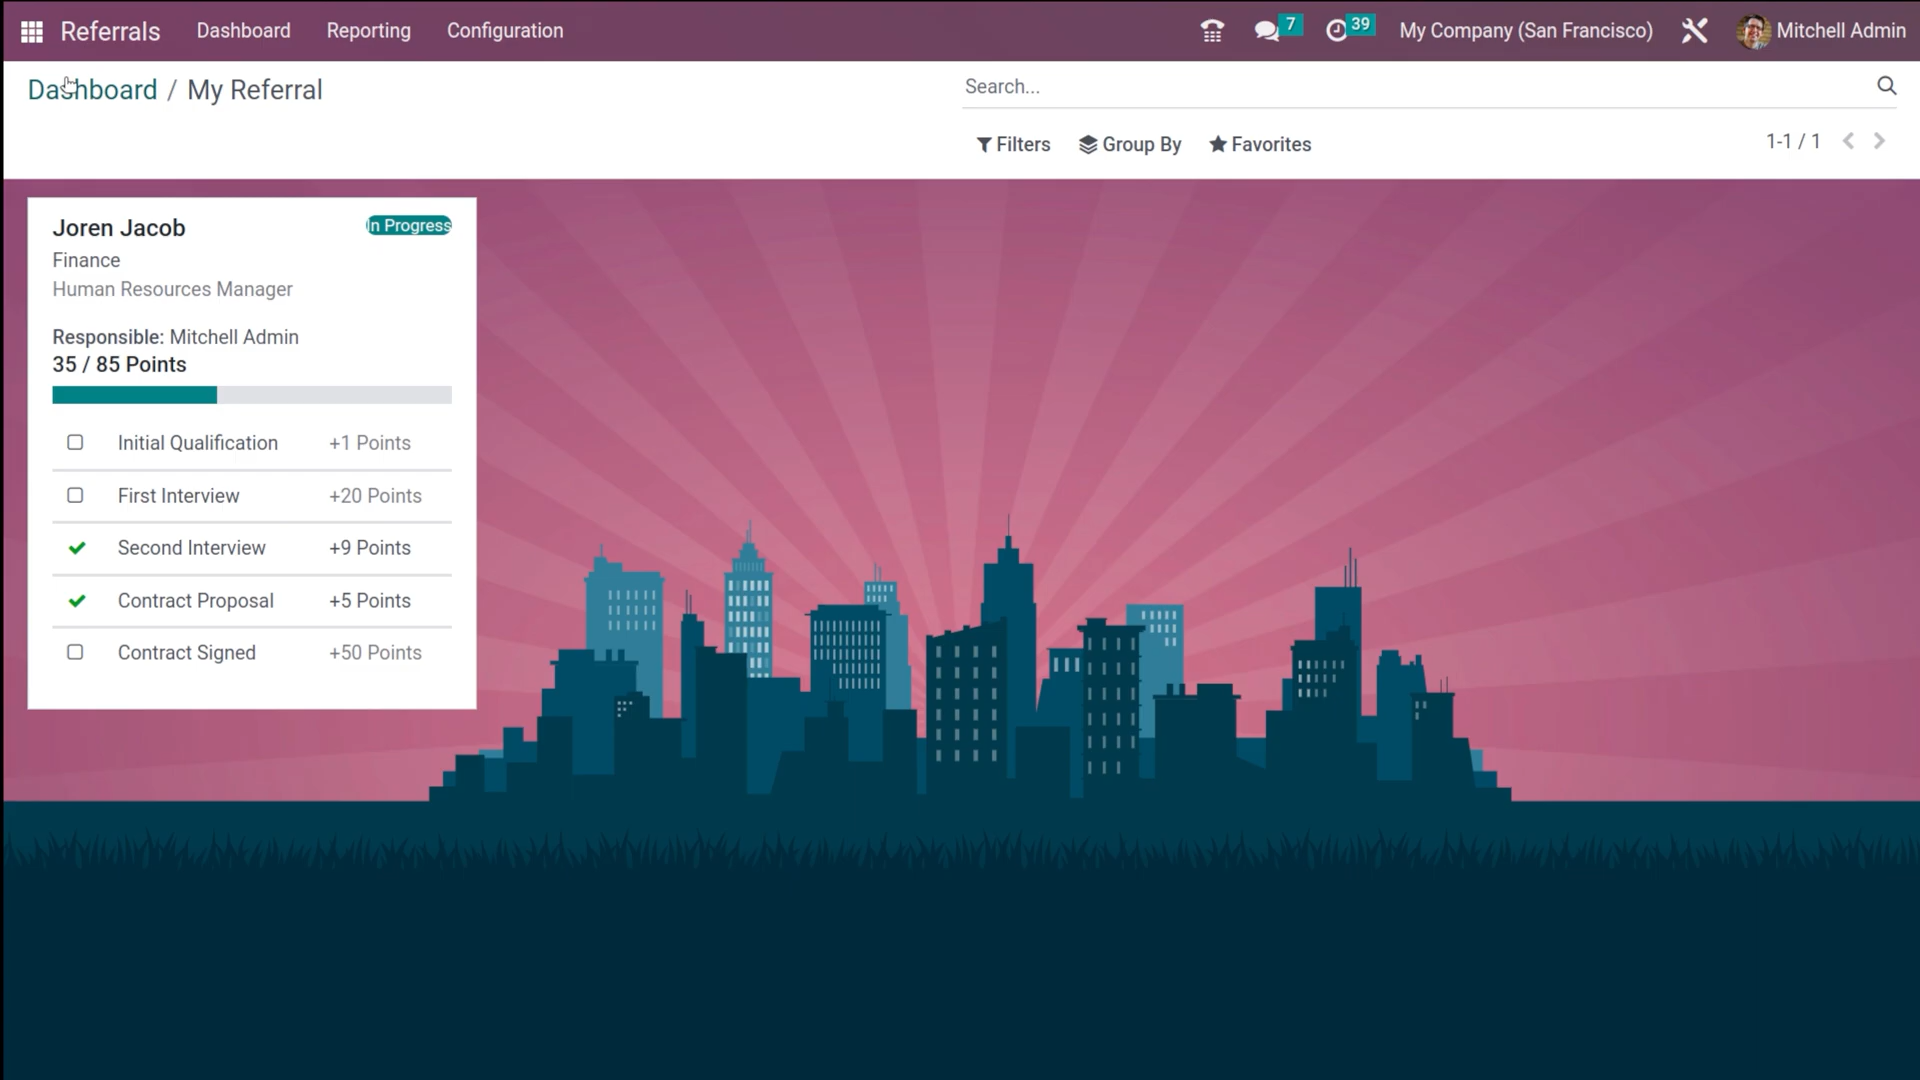 Referrals Dashboard Reporting Configuration 7 39 My Company (San Francisco) Mitchell Admin
Dashboard / My Referral
Search...
Filters Group By Favorites 1-1 / 1
Joren Jacob In Progress
Finance
Human Resources Manager
Responsible: Mitchell Admin
35 / 85 Points
Initial Qualification +1 Points
First Interview +20 Points
Second Interview +9 Points
Contract Proposal +5 Points
Contract Signed +50 Points